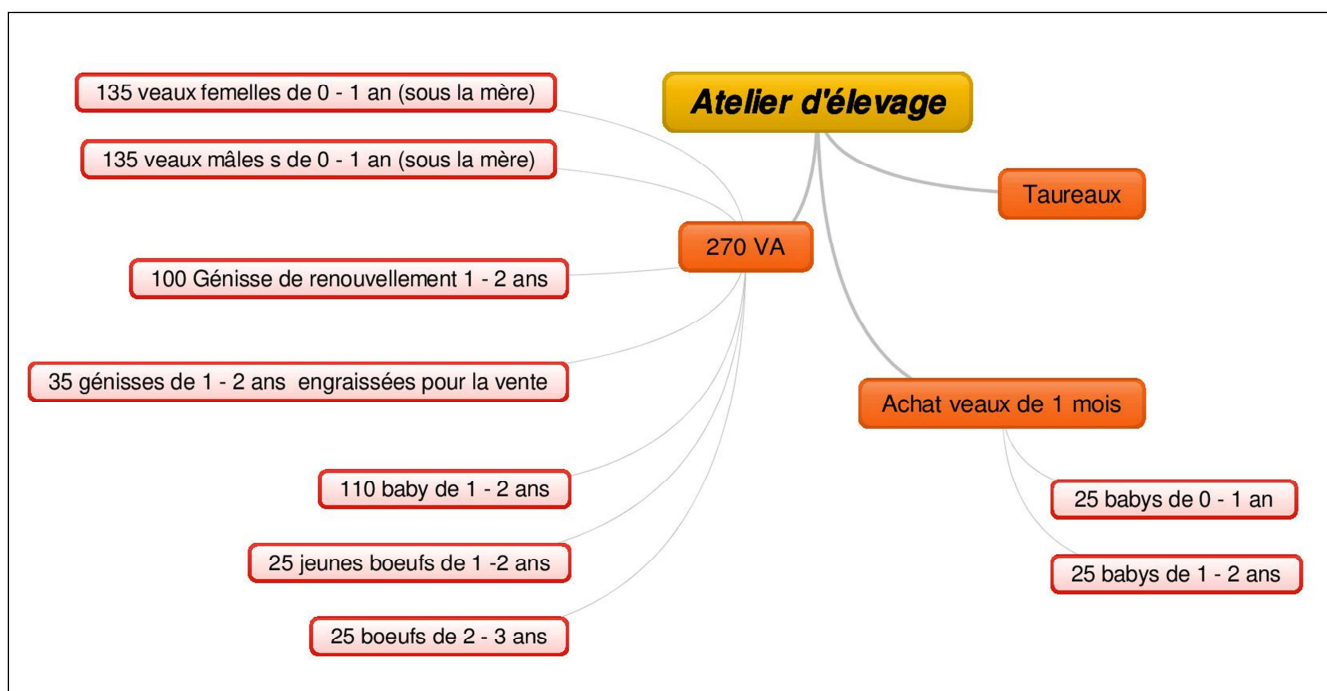 Atelier d'élevage
135 veaux femelles de 0 - 1 an (sous la mère)
135 veaux mâles s de 0 - 1 an (sous la mère)
Taureaux
270 VA
100 Génisse de renouvellement 1 - 2 ans
35 génisses de 1 - 2 ans engraissées pour la vente
Achat veaux de 1 mois
110 baby de 1 - 2 ans
25 babys de 0 - 1 an
25 jeunes boeufs de 1 -2 ans
25 babys de 1 - 2 ans
25 boeufs de 2 - 3 ans